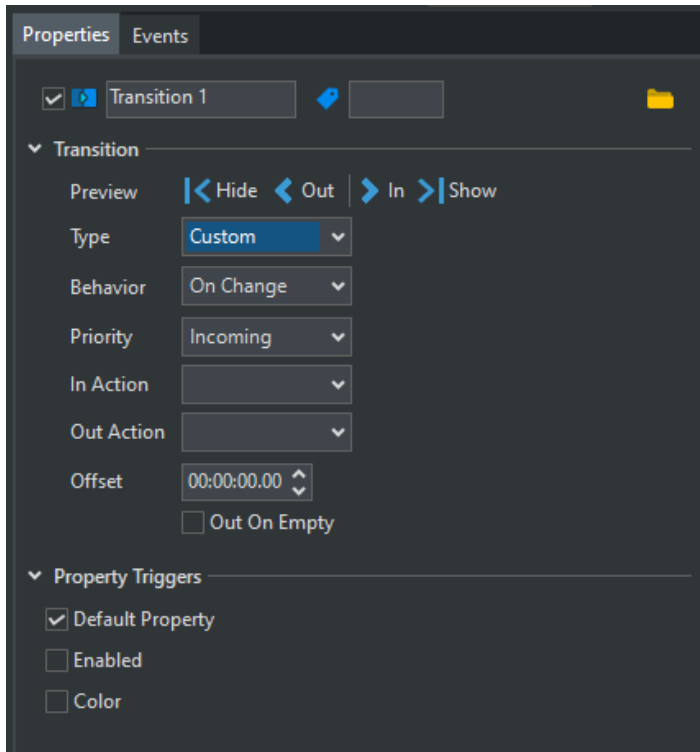 Properties Events
Transition 1
Transition
Preview Hide Out In Show
Type Custom
Behavior On Change
Priority Incoming
In Action
Out Action
Offset 00:00:00.00
Out On Empty
Property Triggers
Default Property
Enabled
Color